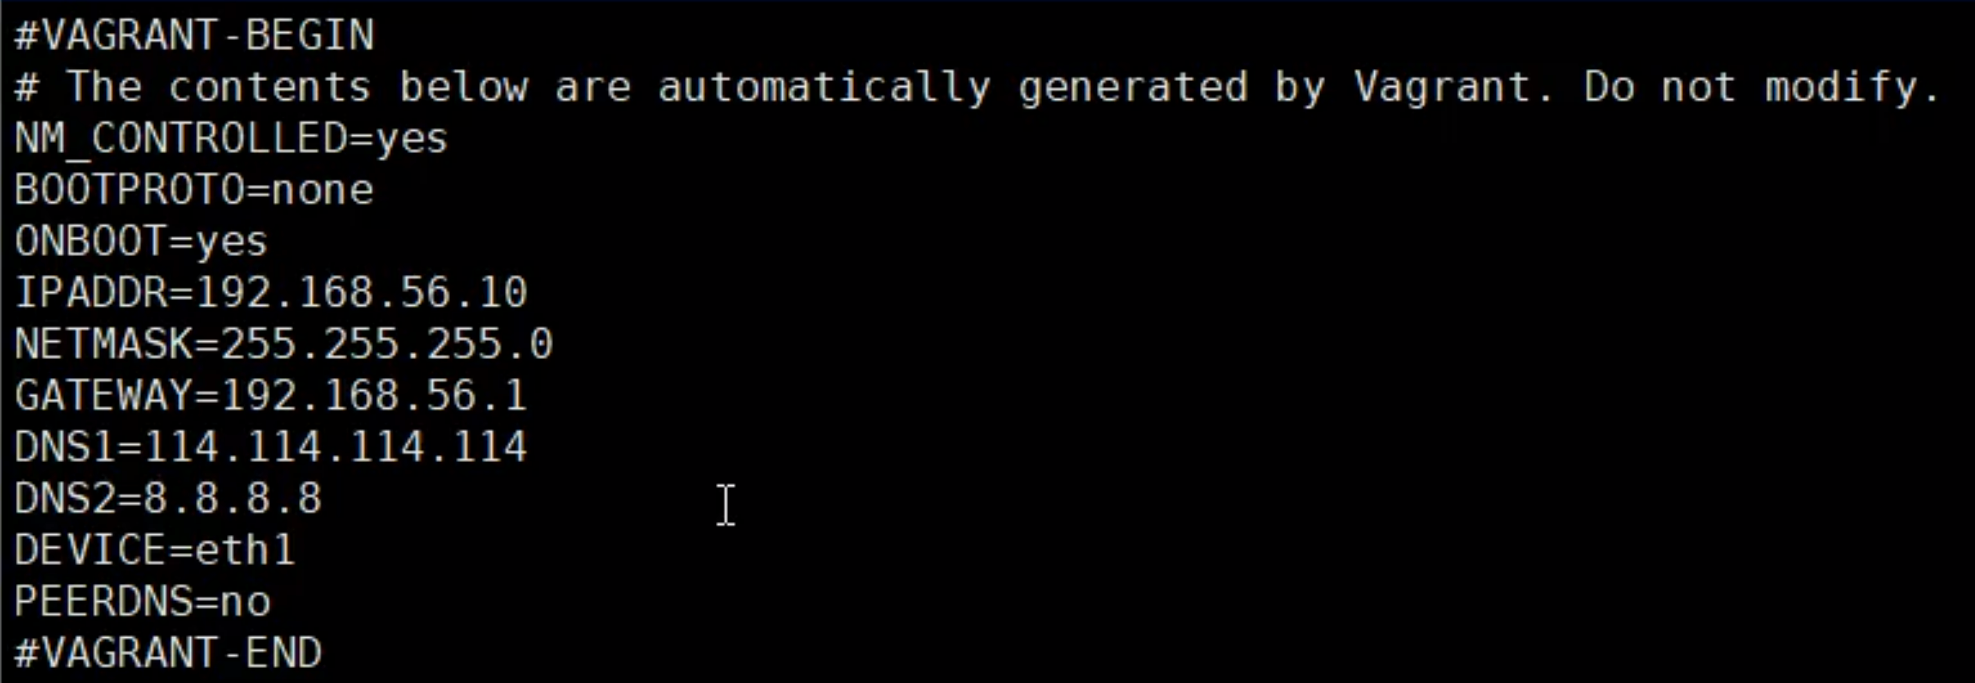 #VAGRANT-BEGIN
# The contents below are automatically generated by Vagrant. Do not modify.
NM_CONTROLLED=yes
BOOTPROTO=none
ONBOOT=yes
IPADDR=192.168.56.10
NETMASK=255.255.255.0
GATEWAY=192.168.56.1
DNS1=114.114.114.114
DNS2=8.8.8.8
DEVICE=eth1
PEERDNS=no
#VAGRANT-END